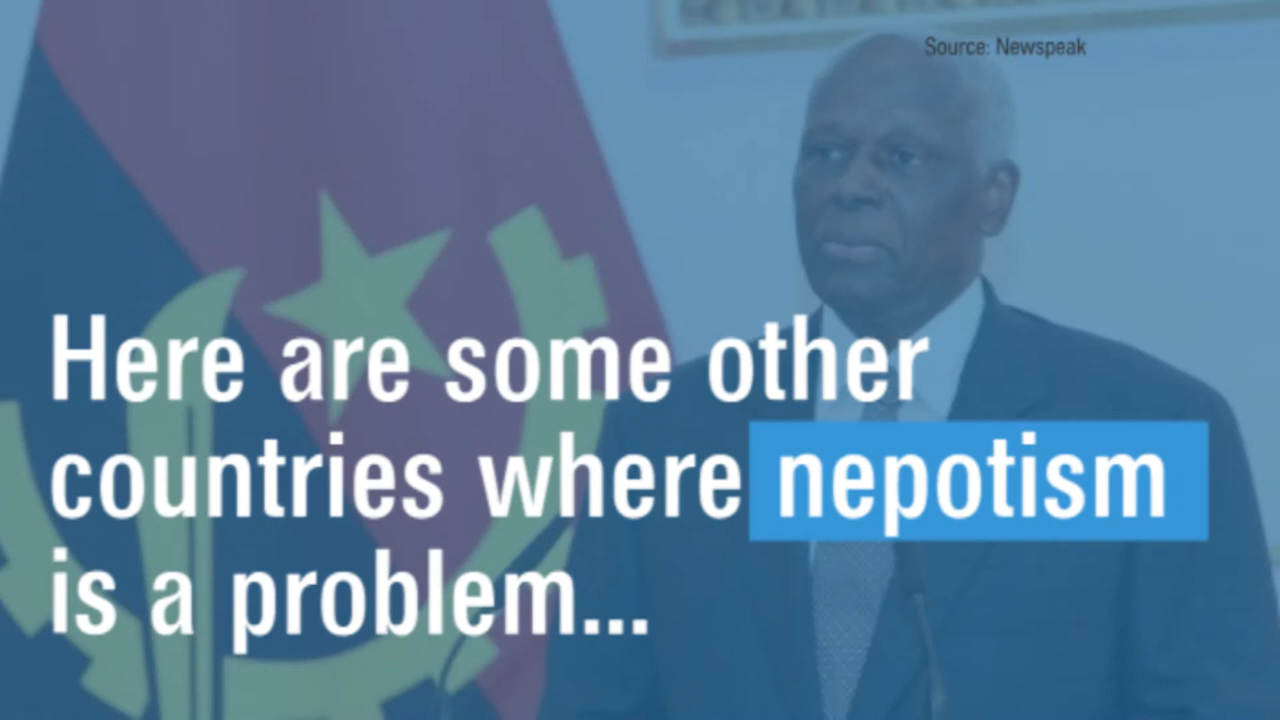 Source: Newspeak
Here are some other
countries where nepotism
is a problem...